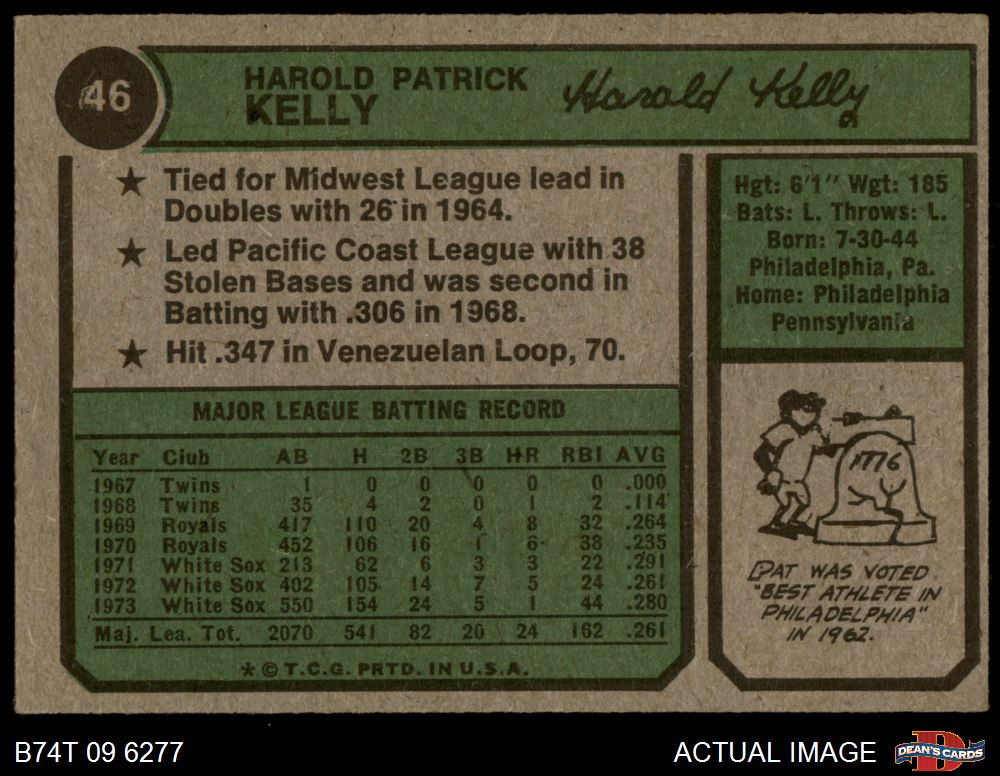 46
HAROLD PATRICK
KELLY
Harold Kelly
★ Tied for Midwest League lead in
Doubles with 26 in 1964.
★ Led Pacific Coast League with 38
Stolen Bases and was second in
Batting with .306 in 1968.
★ Hit .347 in Venezuelan Loop, 70.
Hgt: 6'1" Wgt: 185
Bats: L. Throws: L.
Born: 7-30-44
Philadelphia, Pa.
Home: Philadelphia
Pennsylvania
MAJOR LEAGUE BATTING RECORD
Year Club AB H 2B 3B HR RBI AVG
1967 Twins 1 0 0 0 0 0 .000
1968 Twins 35 4 2 0 1 2 .114
1969 Royals 417 110 20 4 8 32 .264
1970 Royals 452 106 16 1 6 38 .235
1971 White Sox 213 62 6 3 3 22 .291
1972 White Sox 402 105 14 7 5 24 .261
1973 White Sox 550 154 24 5 1 44 .280
Maj. Lea. Tot. 2070 541 82 20 24 162 .261
* © T.C.G. PRTD. IN U.S.A.
1776
PAT WAS VOTED
"BEST ATHLETE IN
PHILADELPHIA"
IN 1962.
B74T 09 6277
ACTUAL IMAGE
DEAN'S CARDS